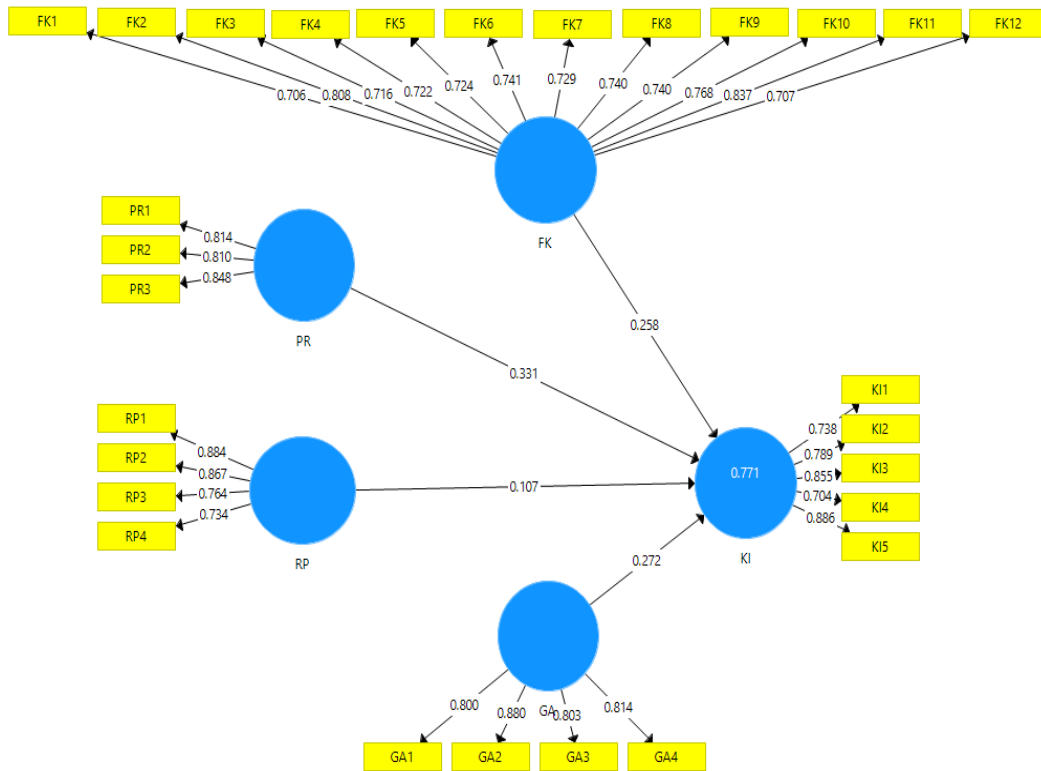 FK1 FK2 FK3 FK4 FK5 FK6 FK7 FK8 FK9 FK10 FK11 FK12
0.706 0.808 0.716 0.722 0.724 0.741 0.729 0.740 0.740 0.768 0.837 0.707
FK
PR1
PR2
PR3
0.814
0.810
0.848
PR
0.258
0.331
RP1
RP2
RP3
RP4
0.884
0.867
0.764
0.734
RP
0.107
0.771
KI
0.738
0.789
0.855
0.704
0.886
KI1
KI2
KI3
KI4
KI5
0.272
GA
0.800 0.880 0.803 0.814
GA1 GA2 GA3 GA4